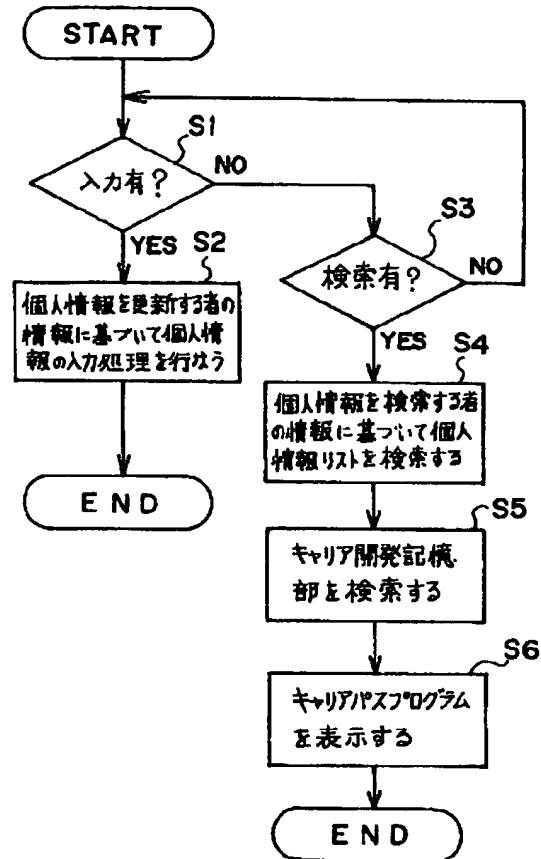 START
S1
入力有?
NO
YES
S2
個人情報を更新する者の
情報に基づいて個人情
報の入力処理を行なう
END
S3
検索有?
NO
YES
S4
個人情報を検索する者
の情報に基づいて個人
情報リストを検索する
S5
キャリア開発記憶
部を検索する
S6
キャリアパスプログラム
を表示する
END